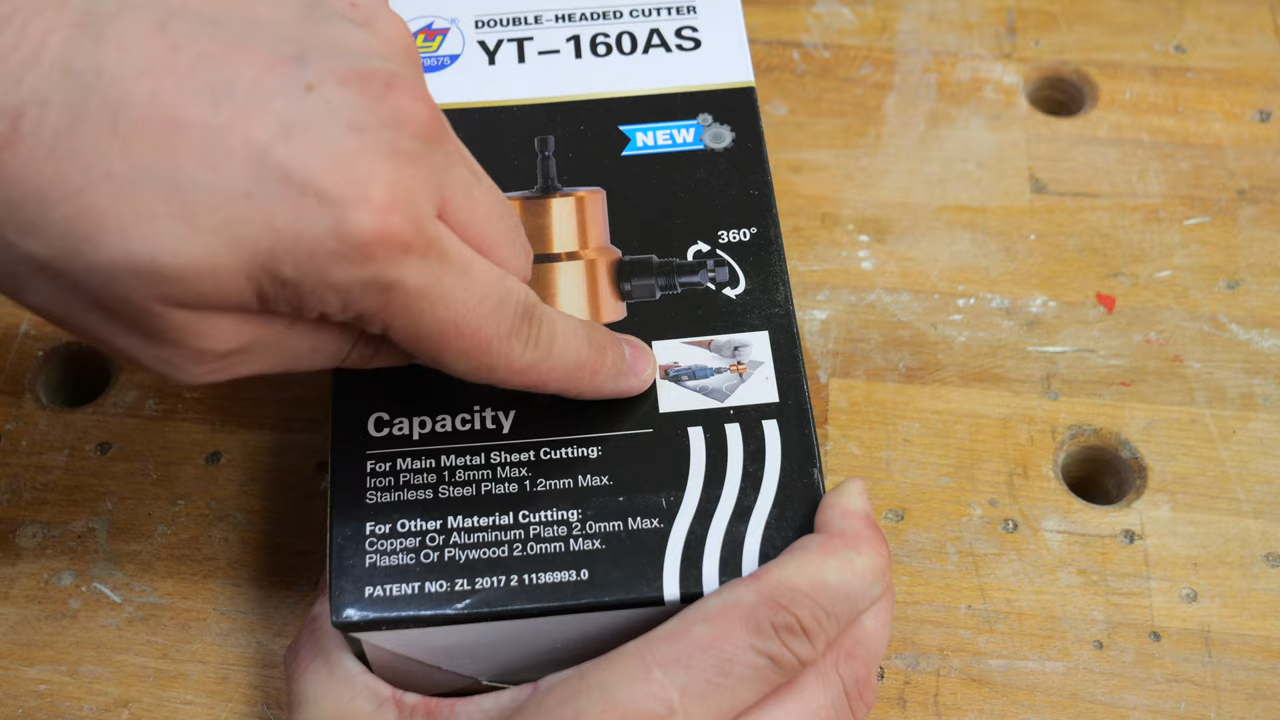 DOUBLE-HEADED CUTTER
YT-160AS
79575
NEW
360°
Capacity
For Main Metal Sheet Cutting:
Iron Plate 1.8mm Max.
Stainless Steel Plate 1.2mm Max.
For Other Material Cutting:
Copper Or Aluminum Plate 2.0mm Max.
Plastic Or Plywood 2.0mm Max.
PATENT NO: ZL 2017 2 1136993.0